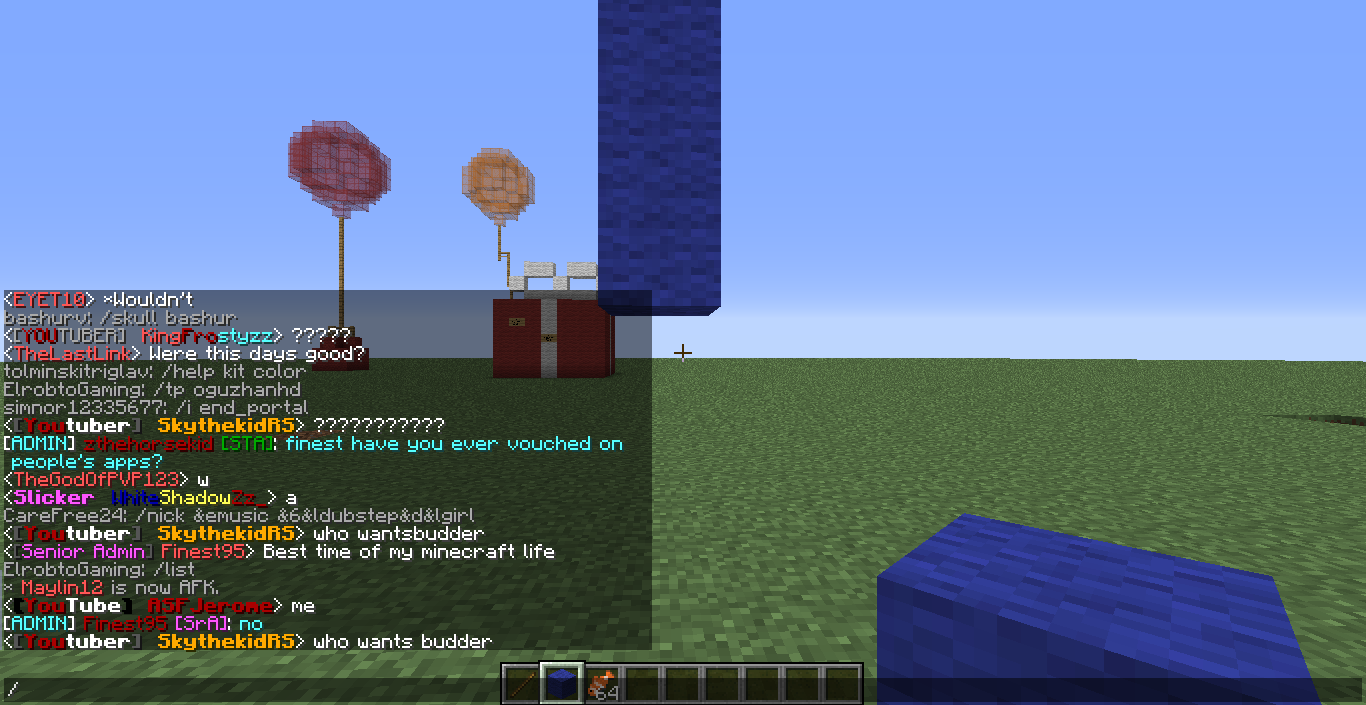 <EYET10> *Wouldn't
bashurv: /skull bashur
<[YOUTUBER] KingFrostyzz> ?????
<TheLastLink> Were this days good?
tolminskitriglav: /help kit color
ElrobtoGaming: /tp oguzhanhd
simnor12335677: /i end_portal
<[Youtuber] SkythekidRS> ???????????
[ADMIN] zthehorsekid [STA]: finest have you ever vouched on
people's apps?
<TheGodOfPVP123> w
<Slicker WhiteShadowZz_> a
CareFree24: /nick &emusic &6&ldubstep&d&lgirl
<[Youtuber] SkythekidRS> who wantsbudder
<[Senior Admin] Finest95> Best time of my minecraft life
ElrobtoGaming: /list
* Maylin12 is now AFK.
<[YouTube] ASFJerome> me
[ADMIN] Finest95 [SrA]: no
<[Youtuber] SkythekidRS> who wants budder
64
/